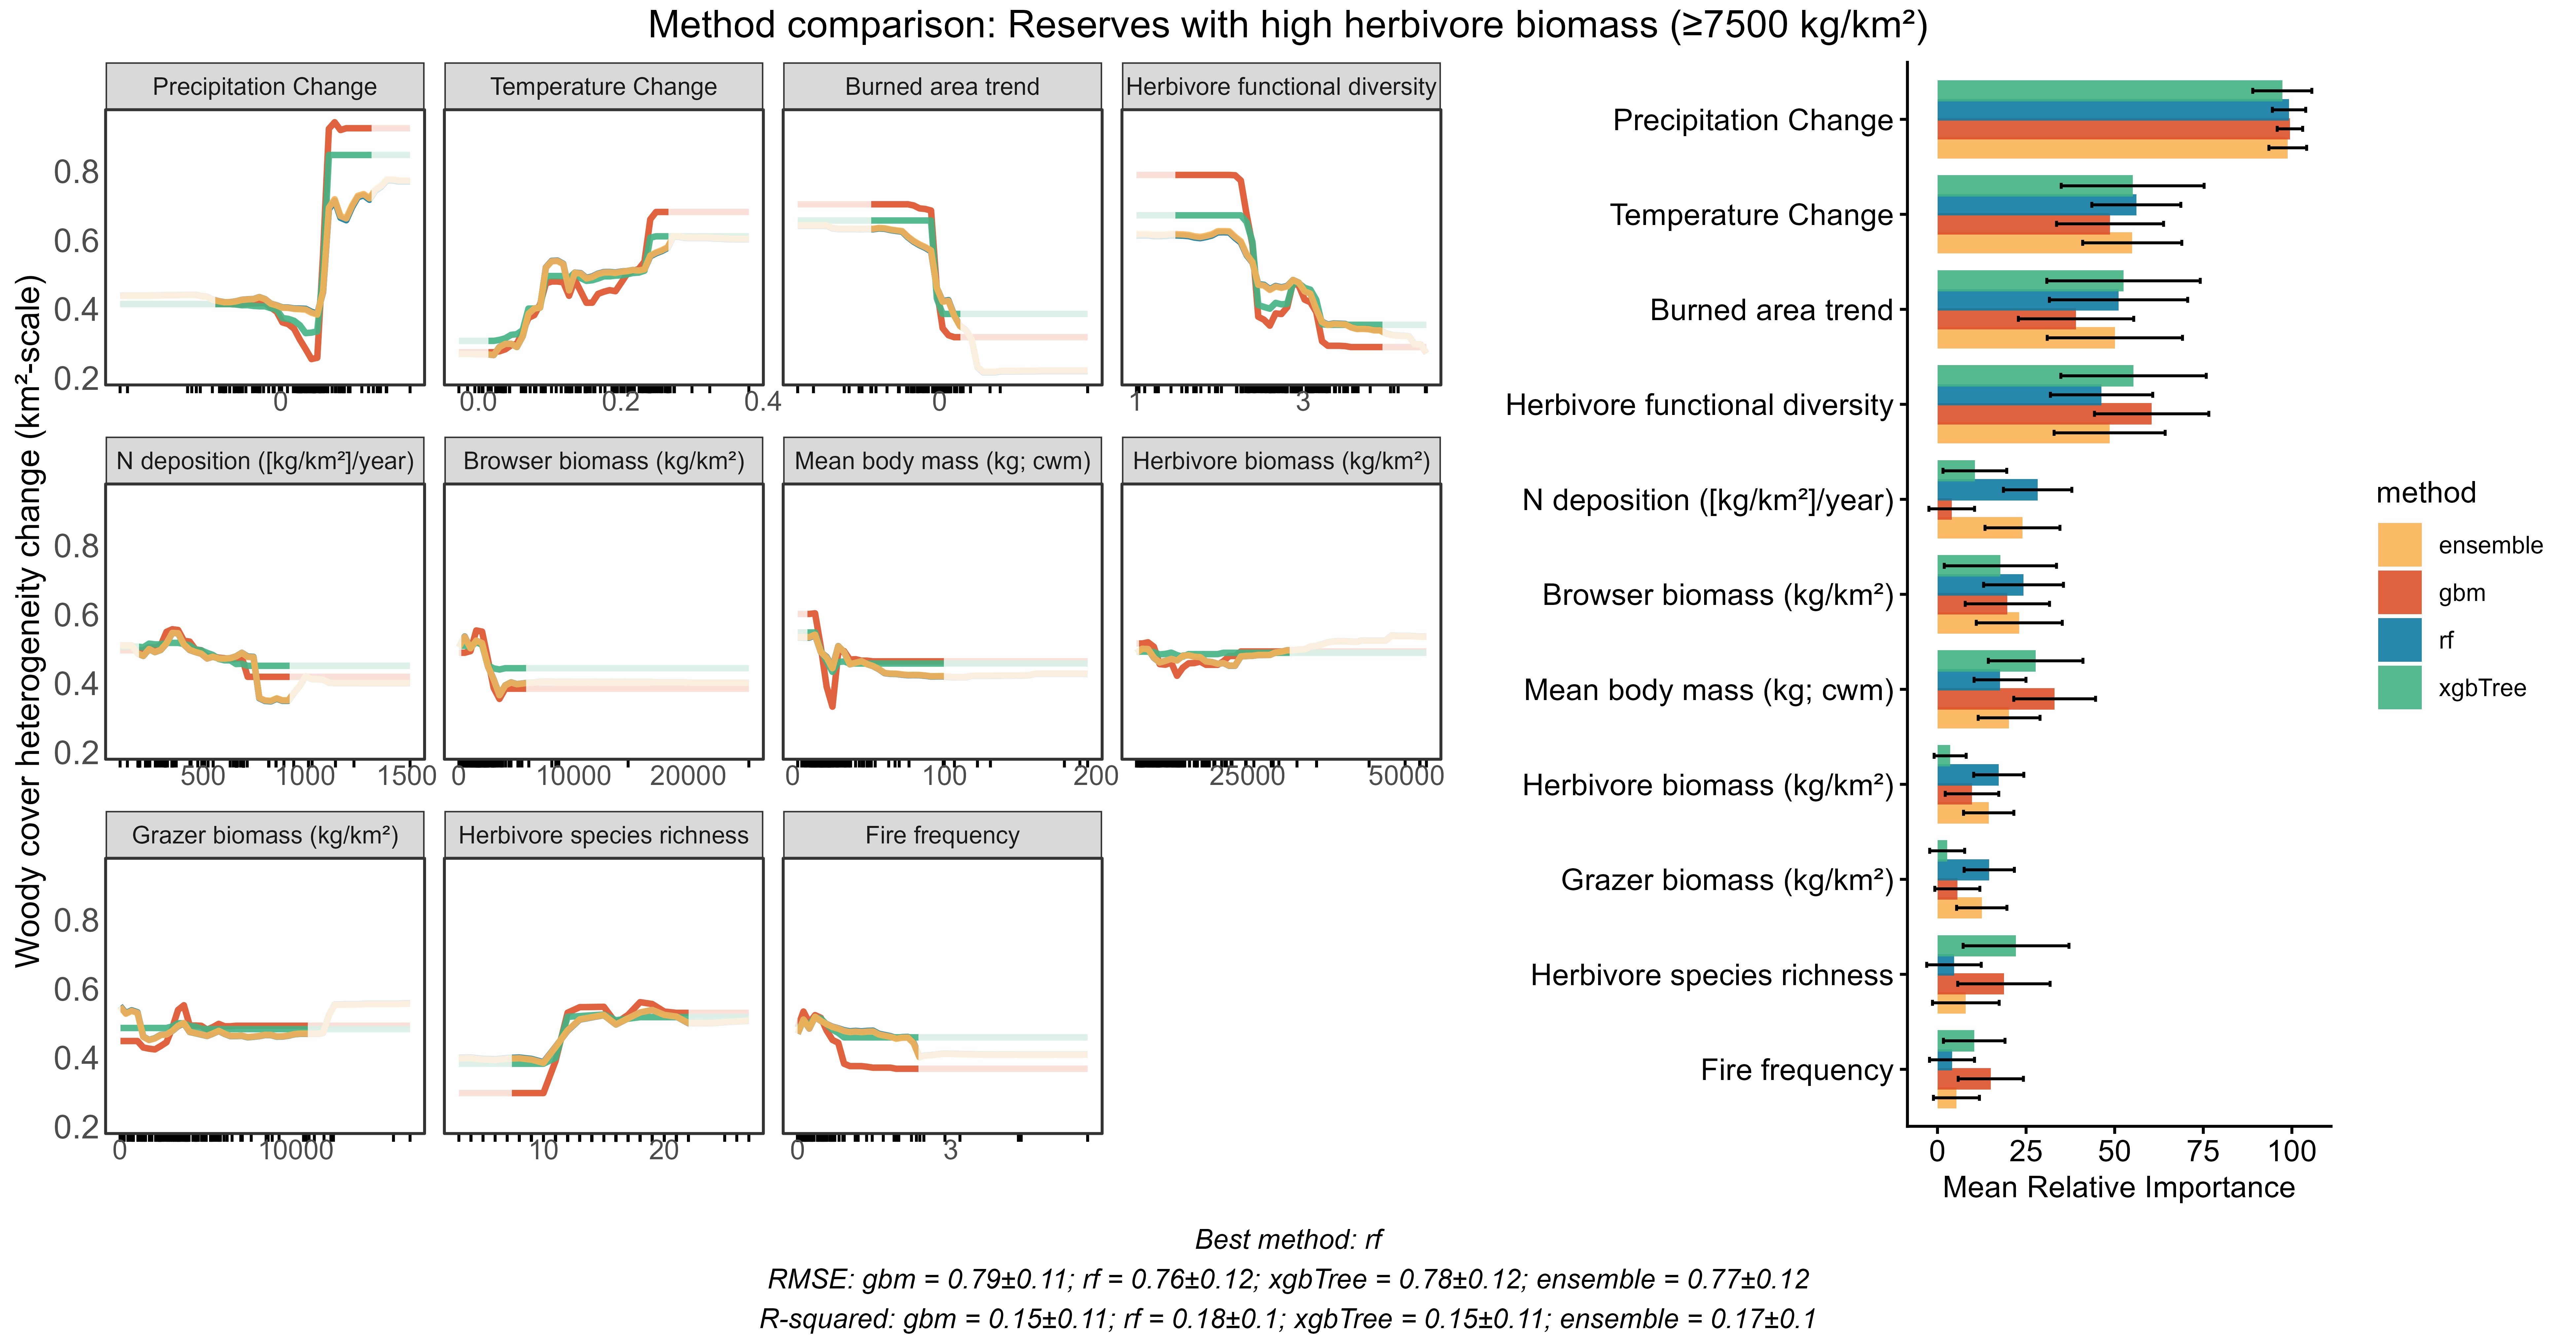 Method comparison: Reserves with high herbivore biomass (≥7500 kg/km²)
Woody cover heterogeneity change (km²-scale)
Precipitation Change
Temperature Change
Burned area trend
Herbivore functional diversity
0.8
0.6
0.4
0.2
0
0.0 0.2 0.4
0
1 3
N deposition ([kg/km²]/year)
Browser biomass (kg/km²)
Mean body mass (kg; cwm)
Herbivore biomass (kg/km²)
0.8
0.6
0.4
0.2
500 1000 1500
0 10000 20000
0 100 200
25000 50000
Grazer biomass (kg/km²)
Herbivore species richness
Fire frequency
0.8
0.6
0.4
0.2
0 10000
10 20
0 3
Precipitation Change
Temperature Change
Burned area trend
Herbivore functional diversity
N deposition ([kg/km²]/year)
Browser biomass (kg/km²)
Mean body mass (kg; cwm)
Herbivore biomass (kg/km²)
Grazer biomass (kg/km²)
Herbivore species richness
Fire frequency
0 25 50 75 100
Mean Relative Importance
method
ensemble
gbm
rf
xgbTree
Best method: rf
RMSE: gbm = 0.79±0.11; rf = 0.76±0.12; xgbTree = 0.78±0.12; ensemble = 0.77±0.12
R-squared: gbm = 0.15±0.11; rf = 0.18±0.1; xgbTree = 0.15±0.11; ensemble = 0.17±0.1